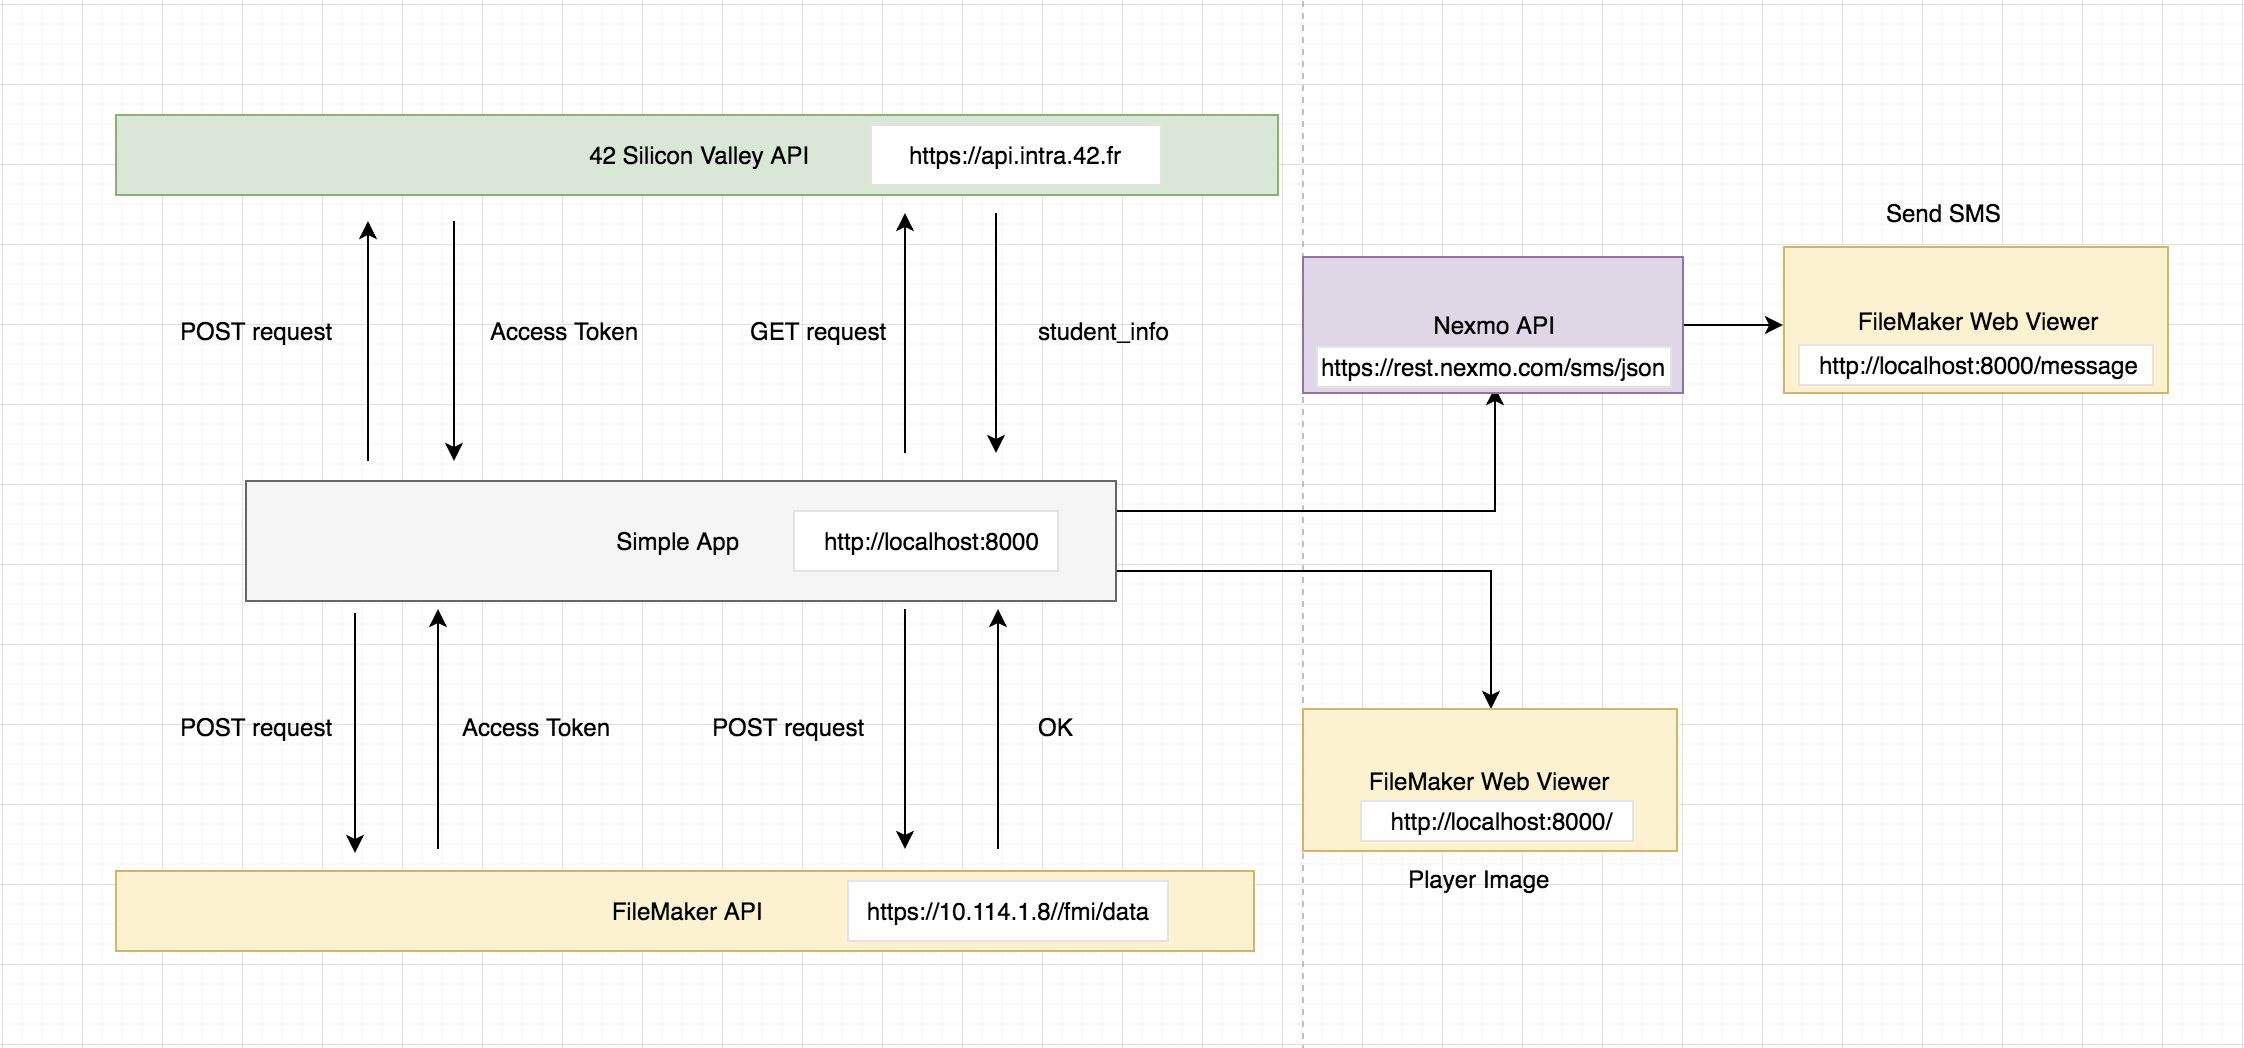 42 Silicon Valley API
https://api.intra.42.fr
Send SMS
POST request
Access Token
GET request
student_info
Nexmo API
https://rest.nexmo.com/sms/json
FileMaker Web Viewer
http://localhost:8000/message
Simple App
http://localhost:8000
POST request
Access Token
POST request
OK
FileMaker Web Viewer
http://localhost:8000/
Player Image
FileMaker API
https://10.114.1.8//fmi/data